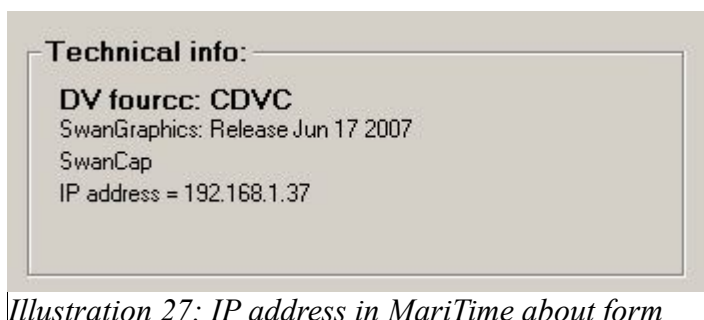 Technical info:
DV fourcc: CDVC
SwanGraphics: Release Jun 17 2007
SwanCap
IP address = 192.168.1.37
Illustration 27: IP address in MariTime about form